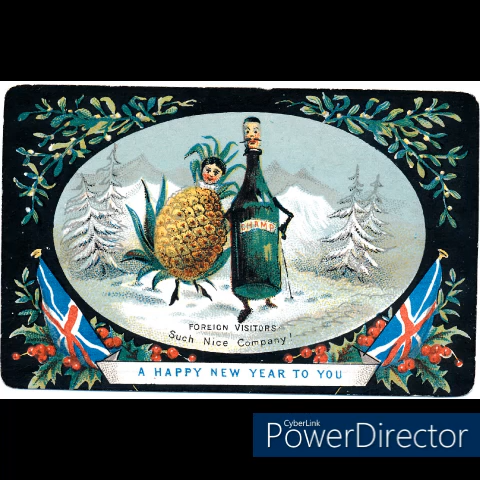 CHAMP
FOREIGN VISITORS
Such Nice Company!
A HAPPY NEW YEAR TO YOU
CyberLink
PowerDirector